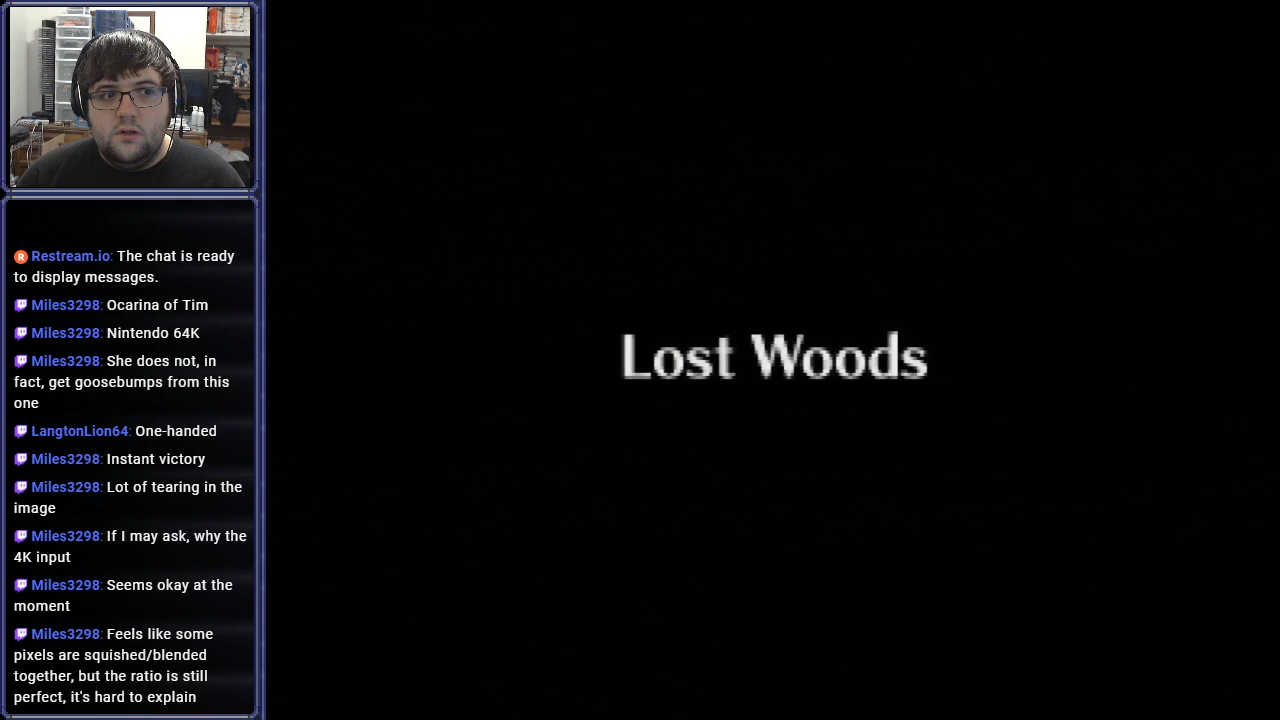 Restream.io: The chat is ready
to display messages.
Miles3298: Ocarina of Tim
Miles3298: Nintendo 64K
Miles3298: She does not, in
fact, get goosebumps from this
one
LangtonLion64: One-handed
Miles3298: Instant victory
Miles3298: Lot of tearing in the
image
Miles3298: If I may ask, why the
4K input
Miles3298: Seems okay at the
moment
Miles3298: Feels like some
pixels are squished/blended
together, but the ratio is still
perfect, it's hard to explain
Lost Woods